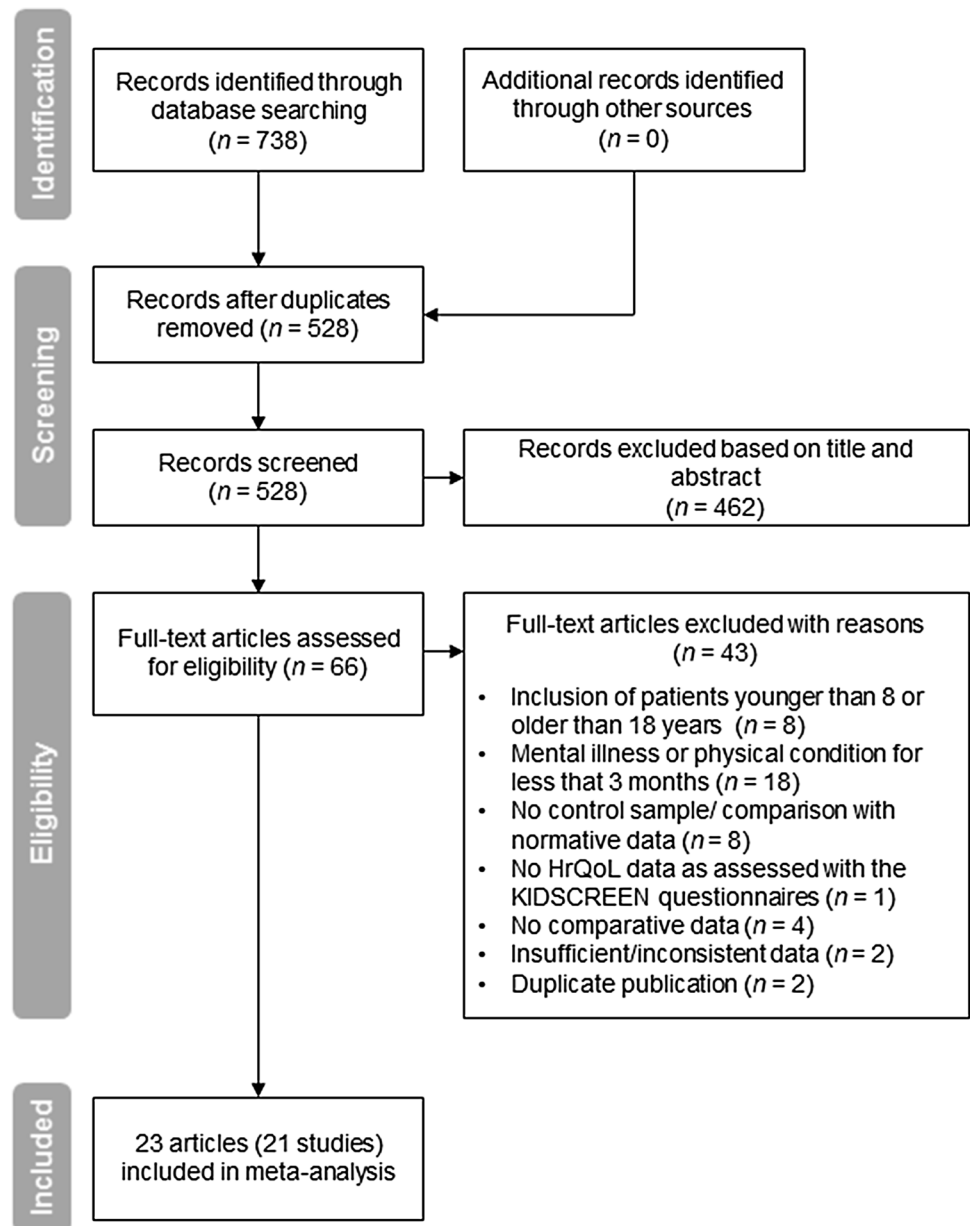 Identification
Records identified through
database searching
(n = 738)
Additional records identified
through other sources
(n = 0)
Screening
Records after duplicates
removed (n = 528)
Records screened
(n = 528)
Records excluded based on title and
abstract
(n = 462)
Eligibility
Full-text articles assessed
for eligibility (n = 66)
Full-text articles excluded with reasons
(n = 43)
• Inclusion of patients younger than 8 or
older than 18 years (n = 8)
• Mental illness or physical condition for
less that 3 months (n = 18)
• No control sample/ comparison with
normative data (n = 8)
• No HrQoL data as assessed with the
KIDSCREEN questionnaires (n = 1)
• No comparative data (n = 4)
• Insufficient/inconsistent data (n = 2)
• Duplicate publication (n = 2)
Included
23 articles (21 studies)
included in meta-analysis